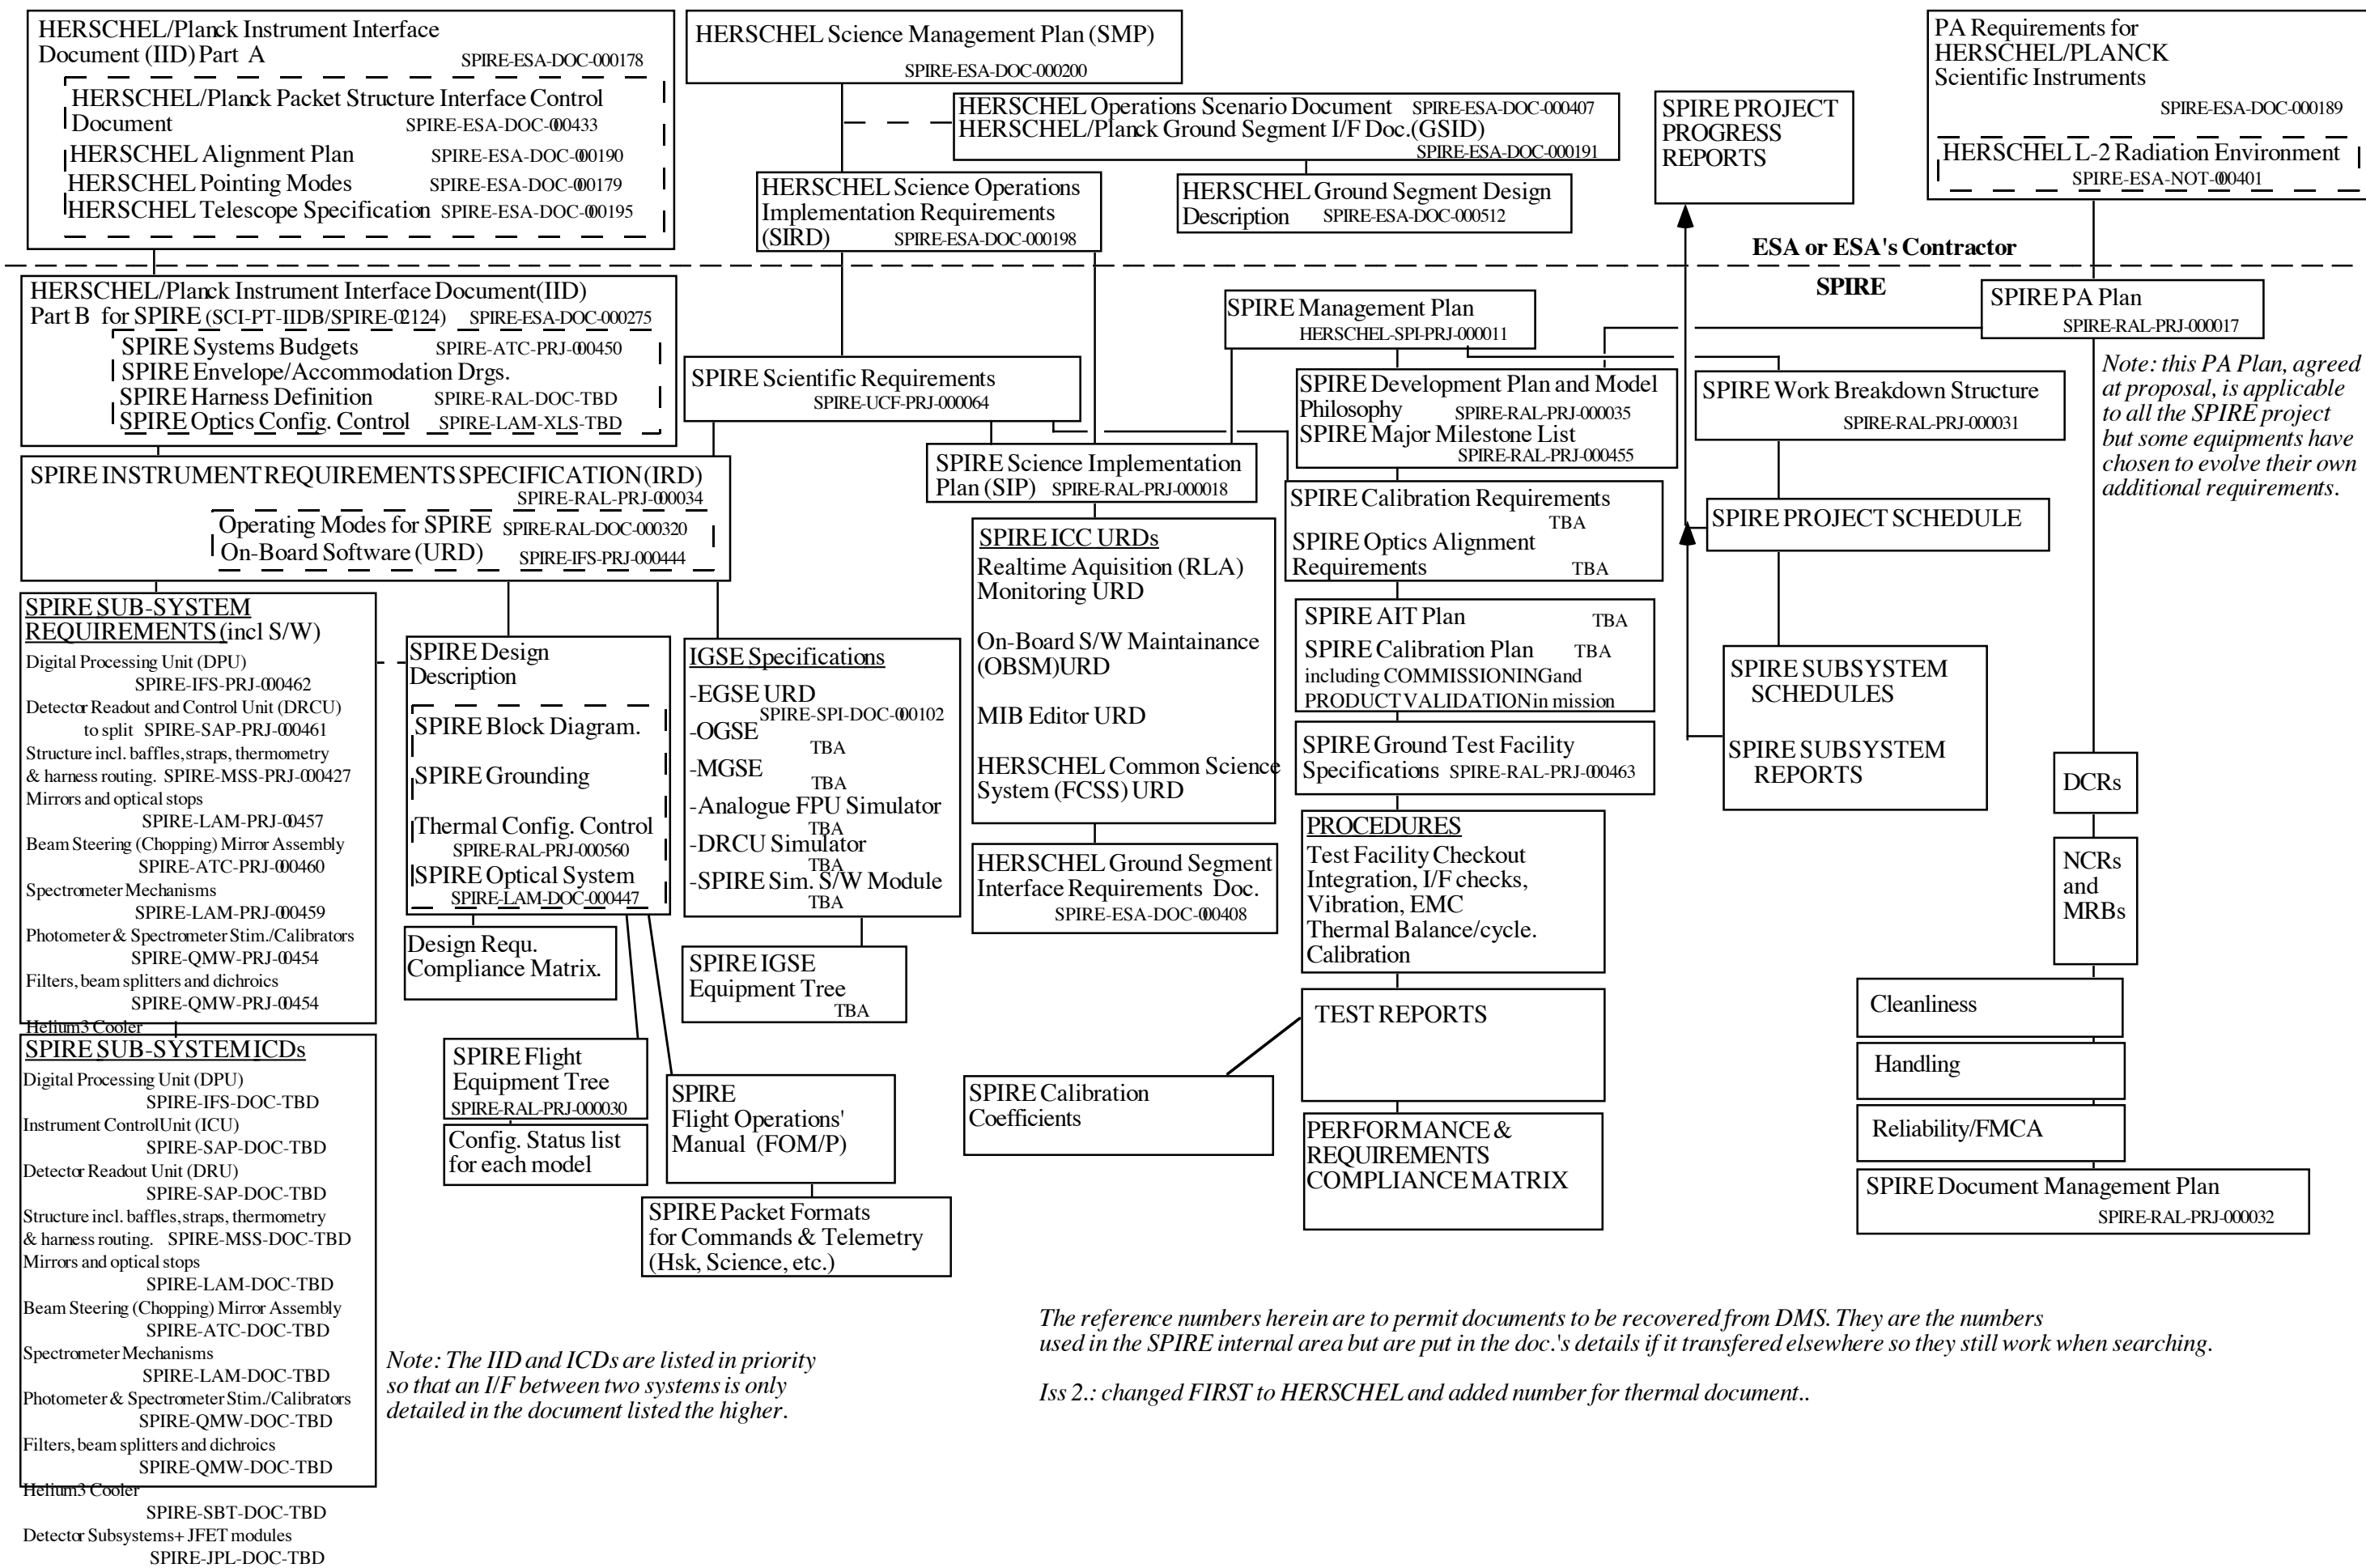 HERSCHEL/Planck Instrument Interface
Document (IID) Part A
SPIRE-ESA-DOC-000178
HERSCHEL/Planck Packet Structure Interface Control
Document SPIRE-ESA-DOC-000433
HERSCHEL Alignment Plan SPIRE-ESA-DOC-000190
HERSCHEL Pointing Modes SPIRE-ESA-DOC-000179
HERSCHEL Telescope Specification SPIRE-ESA-DOC-000195
HERSCHEL Science Management Plan (SMP)
SPIRE-ESA-DOC-000200
HERSCHEL Operations Scenario Document SPIRE-ESA-DOC-000407
HERSCHEL/Planck Ground Segment I/F Doc.(GSID)
SPIRE-ESA-DOC-000191
HERSCHEL Science Operations
Implementation Requirements
(SIRD) SPIRE-ESA-DOC-000198
HERSCHEL Ground Segment Design
Description SPIRE-ESA-DOC-000512
SPIRE PROJECT
PROGRESS
REPORTS
PA Requirements for
HERSCHEL/PLANCK
Scientific Instruments
SPIRE-ESA-DOC-000189
HERSCHEL L-2 Radiation Environment
SPIRE-ESA-NOT-000401
ESA or ESA's Contractor
SPIRE
HERSCHEL/Planck Instrument Interface Document(IID)
Part B for SPIRE (SCI-PT-IIDB/SPIRE-02124) SPIRE-ESA-DOC-000275
SPIRE Systems Budgets SPIRE-ATC-PRJ-000450
SPIRE Envelope/Accommodation Drgs.
SPIRE Harness Definition SPIRE-RAL-DOC-TBD
SPIRE Optics Config. Control SPIRE-LAM-XLS-TBD
SPIRE INSTRUMENT REQUIREMENTS SPECIFICATION (IRD)
SPIRE-RAL-PRJ-000034
Operating Modes for SPIRE SPIRE-RAL-DOC-000320
On-Board Software (URD) SPIRE-IFS-PRJ-000444
SPIRE Scientific Requirements
SPIRE-UCF-PRJ-000064
SPIRE Management Plan
HERSCHEL-SPI-PRJ-000011
SPIRE PA Plan
SPIRE-RAL-PRJ-000017
Note: this PA Plan, agreed
at proposal, is applicable
to all the SPIRE project
but some equipments have
chosen to evolve their own
additional requirements.
SPIRE Development Plan and Model
Philosophy SPIRE-RAL-PRJ-000035
SPIRE Major Milestone List
SPIRE-RAL-PRJ-000455
SPIRE Work Breakdown Structure
SPIRE-RAL-PRJ-000031
SPIRE Science Implementation
Plan (SIP) SPIRE-RAL-PRJ-000018
SPIRE Calibration Requirements
TBA
SPIRE Optics Alignment
Requirements TBA
SPIRE PROJECT SCHEDULE
SPIRE SUB-SYSTEM
REQUIREMENTS (incl S/W)
Digital Processing Unit (DPU)
SPIRE-IFS-PRJ-000462
Detector Readout and Control Unit (DRCU)
to split SPIRE-SAP-PRJ-000461
Structure incl. baffles, straps, thermometry
& harness routing. SPIRE-MSS-PRJ-000427
Mirrors and optical stops
SPIRE-LAM-PRJ-00457
Beam Steering (Chopping) Mirror Assembly
SPIRE-ATC-PRJ-000460
Spectrometer Mechanisms
SPIRE-LAM-PRJ-000459
Photometer & Spectrometer Stim./Calibrators
SPIRE-QMW-PRJ-00454
Filters, beam splitters and dichroics
SPIRE-QMW-PRJ-00454
Helium3 Cooler
SPIRE Design
Description
SPIRE Block Diagram.
SPIRE Grounding
Thermal Config. Control
SPIRE-RAL-PRJ-000560
SPIRE Optical System
SPIRE-LAM-DOC-000447
Design Requ.
Compliance Matrix.
IGSE Specifications
-EGSE URD
SPIRE-SPI-DOC-000102
-OGSE
TBA
-MGSE
TBA
-Analogue FPU Simulator
TBA
-DRCU Simulator
TBA
-SPIRE Sim. S/W Module
TBA
SPIRE IGSE
Equipment Tree
TBA
SPIRE ICC URDs
Realtime Aquisition (RLA)
Monitoring URD
On-Board S/W Maintainance
(OBSM)URD
MIB Editor URD
HERSCHEL Common Science
System (FCSS) URD
HERSCHEL Ground Segment
Interface Requirements Doc.
SPIRE-ESA-DOC-000408
SPIRE AIT Plan TBA
SPIRE Calibration Plan TBA
including COMMISSIONING and
PRODUCT VALIDATION in mission
SPIRE Ground Test Facility
Specifications SPIRE-RAL-PRJ-000463
SPIRE SUBSYSTEM
SCHEDULES
SPIRE SUBSYSTEM
REPORTS
DCRs
NCRs
and
MRBs
PROCEDURES
Test Facility Checkout
Integration, I/F checks,
Vibration, EMC
Thermal Balance/cycle.
Calibration
TEST REPORTS
SPIRE Calibration
Coefficients
PERFORMANCE &
REQUIREMENTS
COMPLIANCE MATRIX
Cleanliness
Handling
Reliability/FMCA
SPIRE Document Management Plan
SPIRE-RAL-PRJ-000032
SPIRE SUB-SYSTEM ICDs
Digital Processing Unit (DPU)
SPIRE-IFS-DOC-TBD
Instrument ControlUnit (ICU)
SPIRE-SAP-DOC-TBD
Detector Readout Unit (DRU)
SPIRE-SAP-DOC-TBD
Structure incl. baffles, straps, thermometry
& harness routing. SPIRE-MSS-DOC-TBD
Mirrors and optical stops
SPIRE-LAM-DOC-TBD
Beam Steering (Chopping) Mirror Assembly
SPIRE-ATC-DOC-TBD
Spectrometer Mechanisms
SPIRE-LAM-DOC-TBD
Photometer & Spectrometer Stim./Calibrators
SPIRE-QMW-DOC-TBD
Filters, beam splitters and dichroics
SPIRE-QMW-DOC-TBD
Helium3 Cooler
SPIRE-SBT-DOC-TBD
Detector Subsystems+ JFET modules
SPIRE-JPL-DOC-TBD
SPIRE Flight
Equipment Tree
SPIRE-RAL-PRJ-000030
Config. Status list
for each model
SPIRE
Flight Operations'
Manual (FOM/P)
SPIRE Packet Formats
for Commands & Telemetry
(Hsk, Science, etc.)
Note: The IID and ICDs are listed in priority
so that an I/F between two systems is only
detailed in the document listed the higher.
The reference numbers herein are to permit documents to be recovered from DMS. They are the numbers
used in the SPIRE internal area but are put in the doc.'s details if it transfered elsewhere so they still work when searching.
Iss 2.: changed FIRST to HERSCHEL and added number for thermal document..